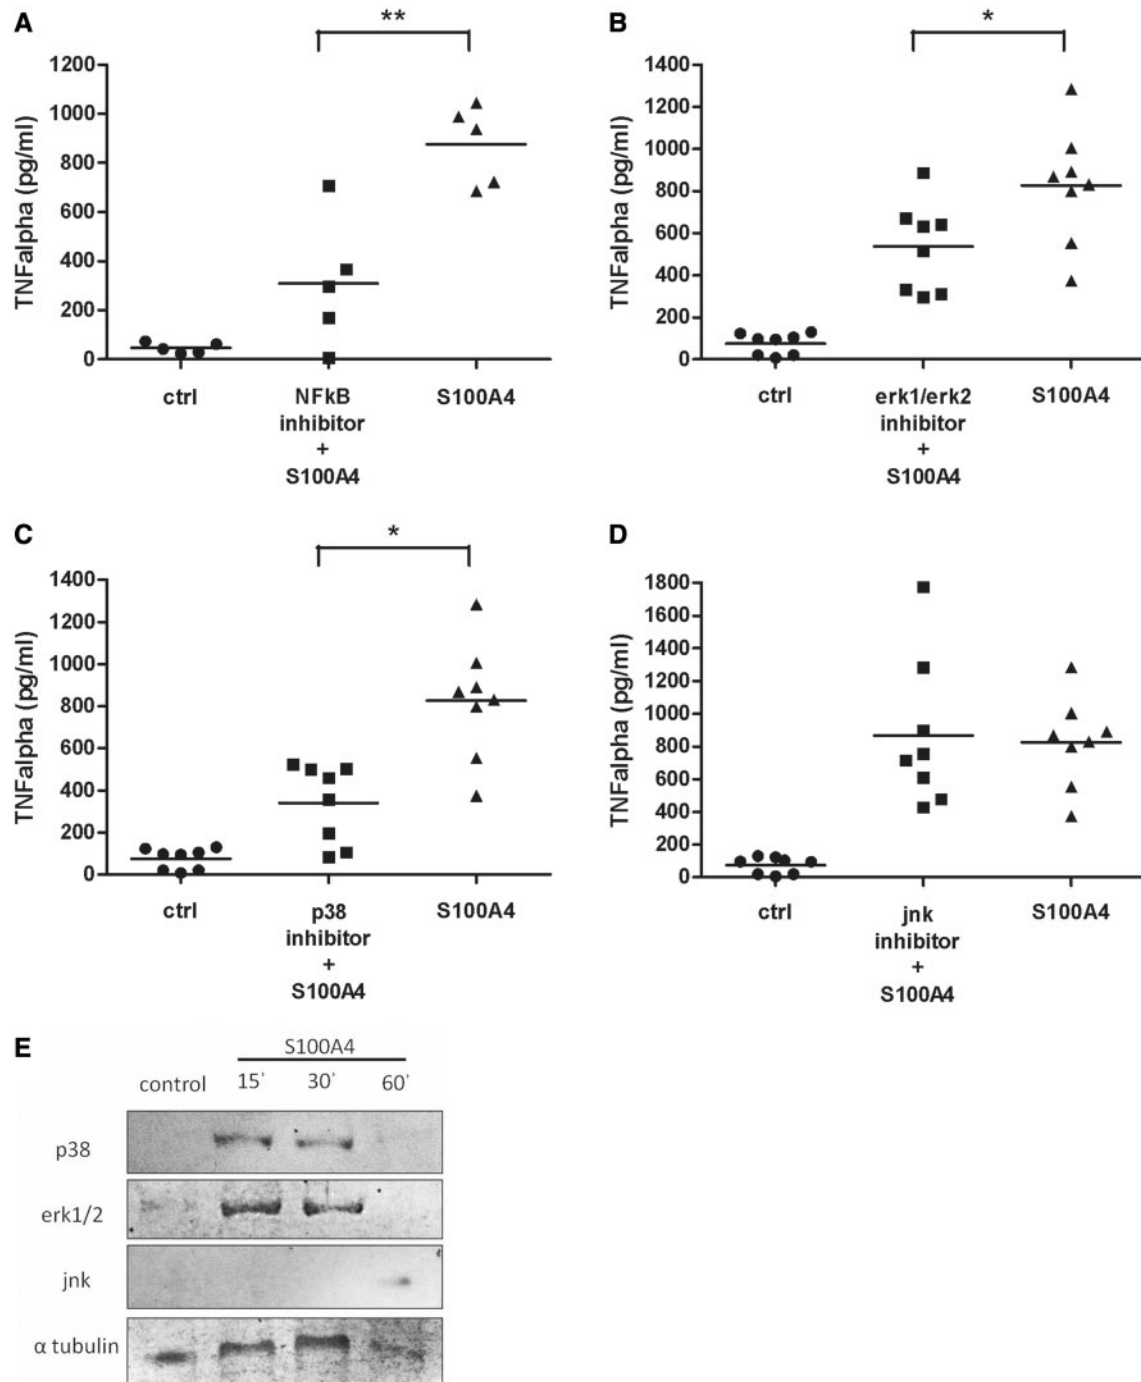 A
**
TNFalpha (pg/ml)
1200
1000
800
600
400
200
0
ctrl
NFkB
inhibitor
+
S100A4
S100A4
B
*
TNFalpha (pg/ml)
1400
1200
1000
800
600
400
200
0
ctrl
erk1/erk2
inhibitor
+
S100A4
S100A4
C
*
TNFalpha (pg/ml)
1400
1200
1000
800
600
400
200
0
ctrl
p38
inhibitor
+
S100A4
S100A4
D
TNFalpha (pg/ml)
1800
1600
1400
1200
1000
800
600
400
200
0
ctrl
jnk
inhibitor
+
S100A4
S100A4
E
S100A4
control 15' 30' 60'
p38
erk1/2
jnk
α tubulin